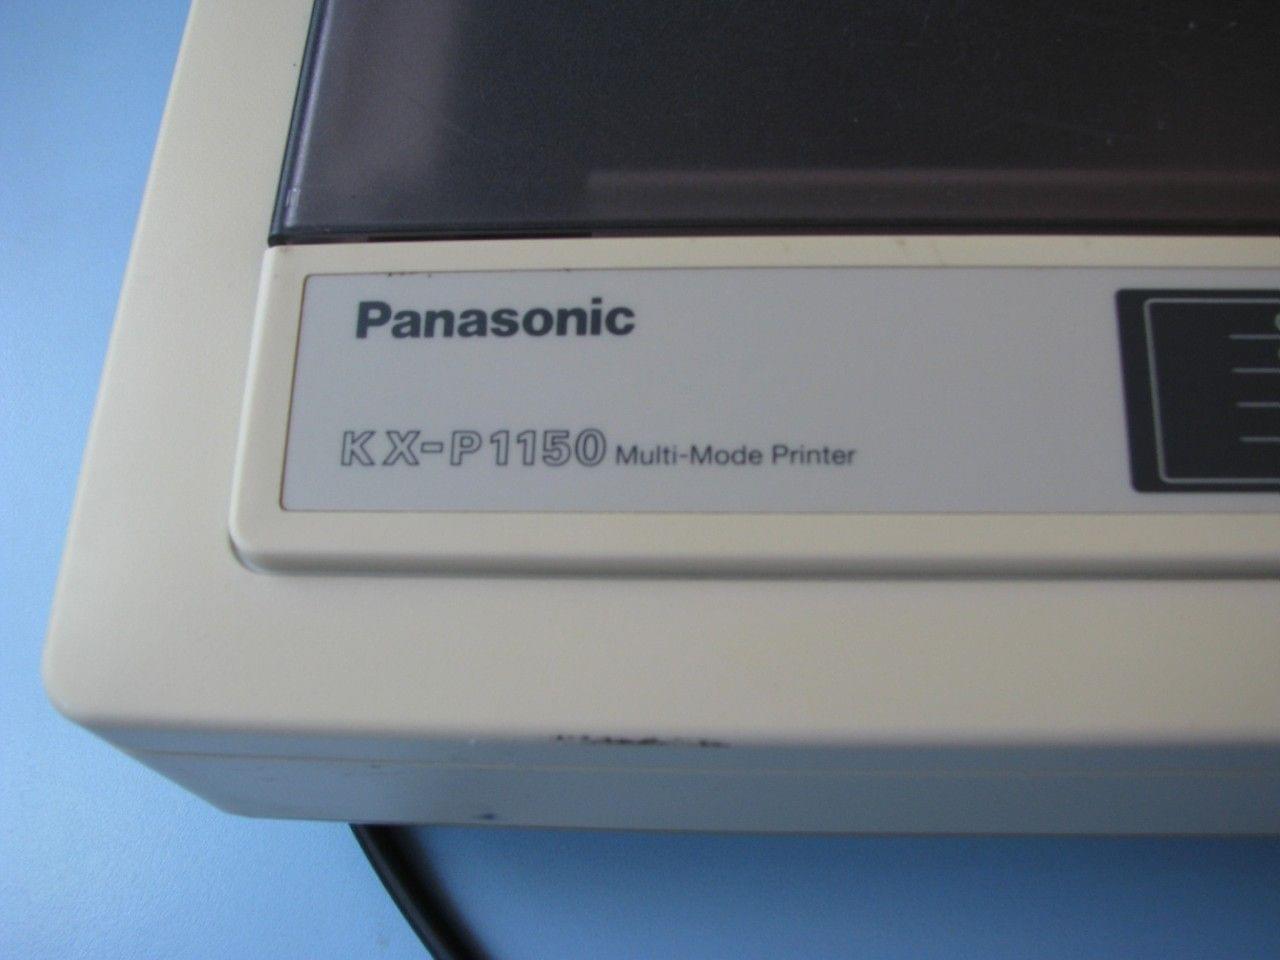 Panasonic
KX-P1150 Multi-Mode Printer